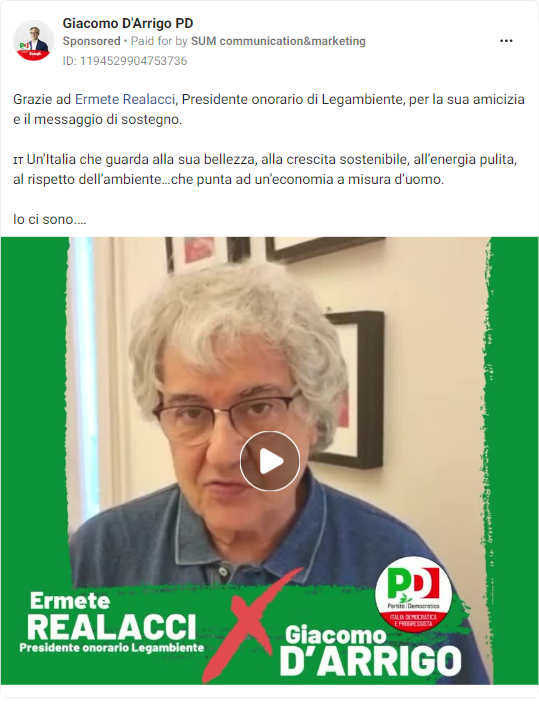 Giacomo D'Arrigo PD
Sponsored • Paid for by SUM communication&marketing
ID: 1194529904753736
Grazie ad Ermete Realacci, Presidente onorario di Legambiente, per la sua amicizia
e il messaggio di sostegno.
IT Un'Italia che guarda alla sua bellezza, alla crescita sostenibile, all'energia pulita,
al rispetto dell'ambiente...che punta ad un'economia a misura d'uomo.
Io ci sono....
Ermete
REALACCI
Presidente onorario Legambiente
PD
Partito Democratico
ITALIA DEMOCRATICA
E PROGRESSISTA
Giacomo
D'ARRIGO